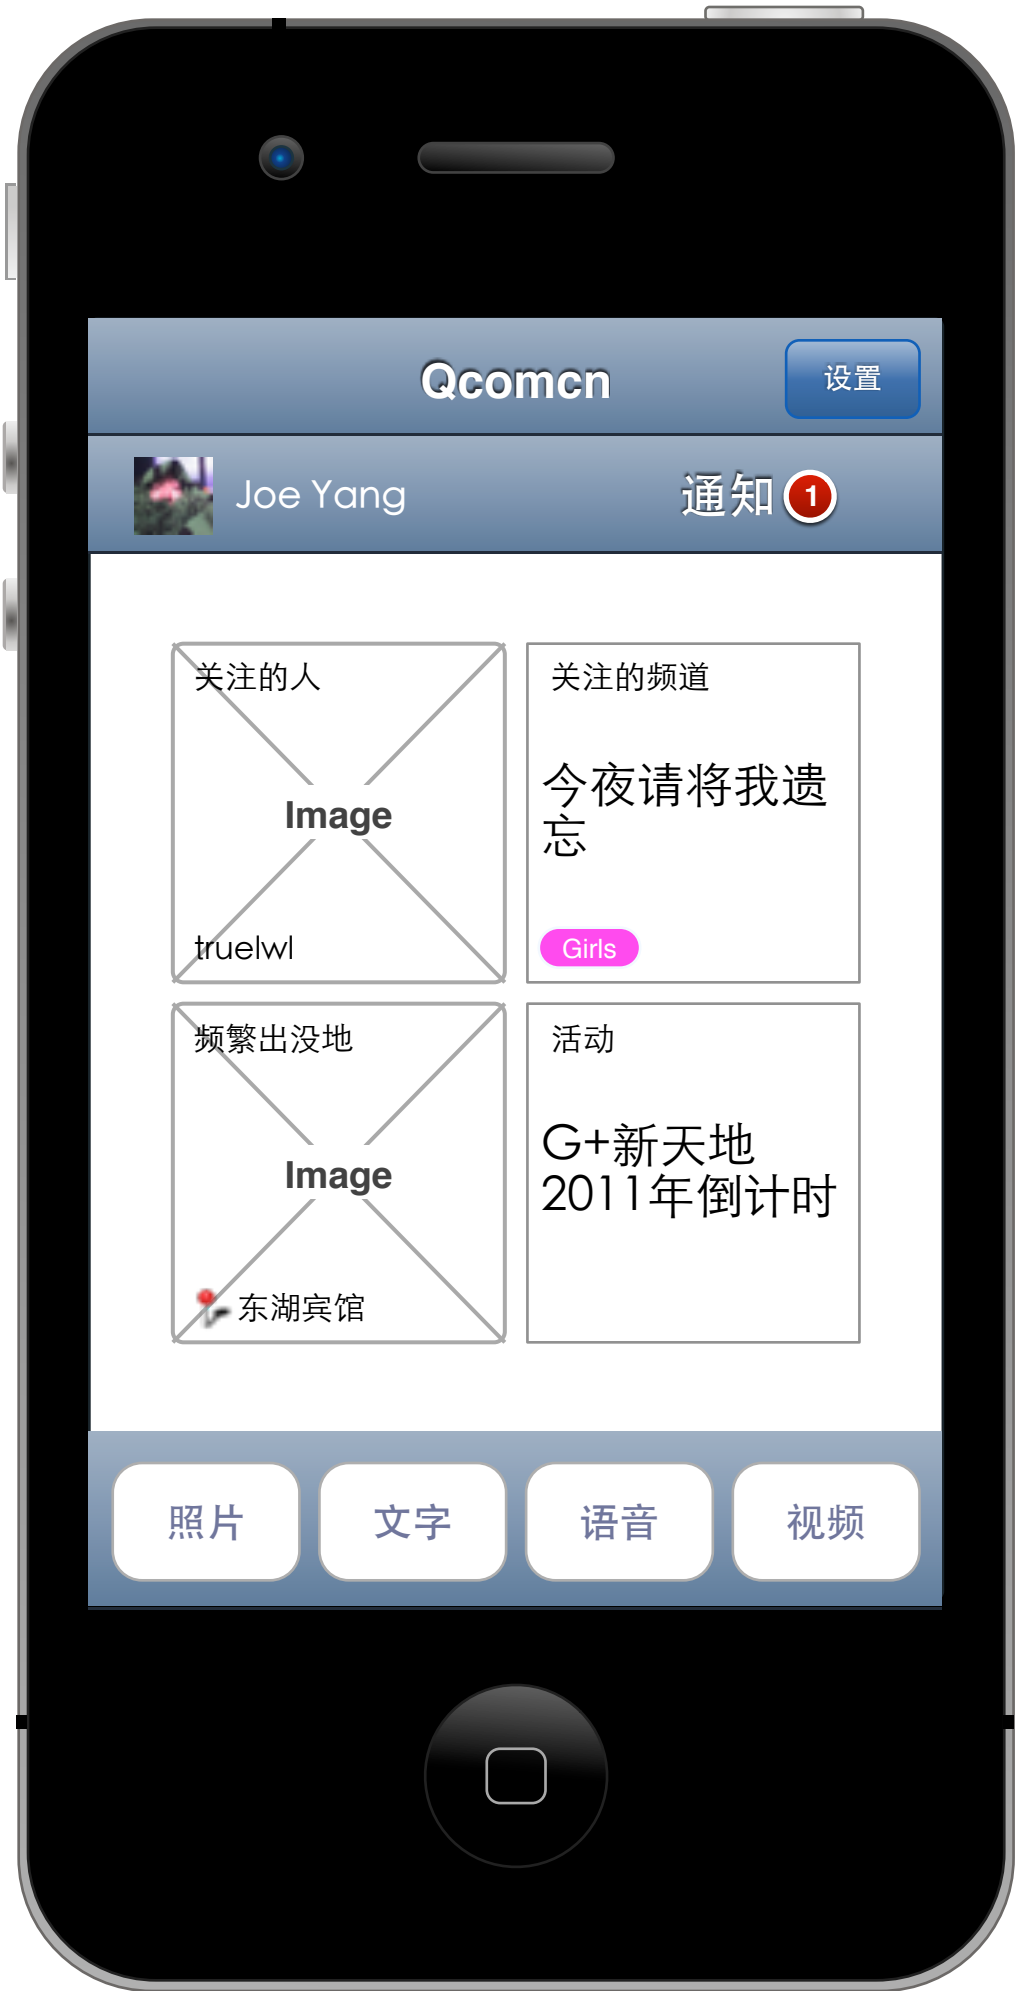 Qcomcn
设置
Joe Yang
通知 1
关注的人
Image
truelwl
关注的频道
今夜请将我遗
忘
Girls
频繁出没地
Image
东湖宾馆
活动
G+新天地
2011年倒计时
照片
文字
语音
视频